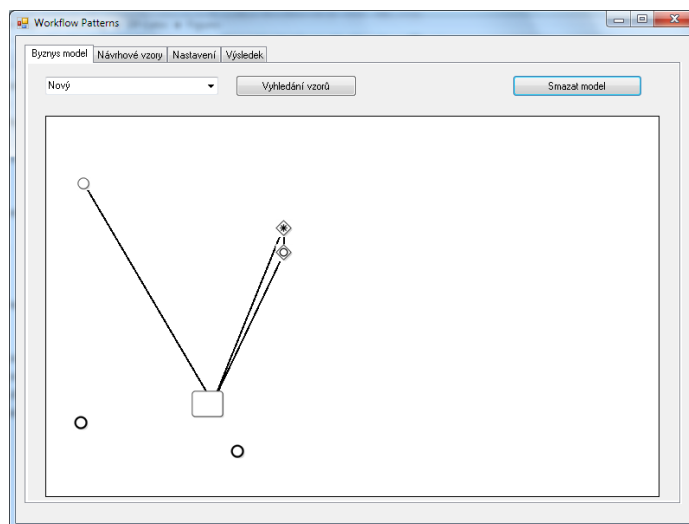 Workflow Patterns
Byznys model Návrhové vzory Nastavení Výsledek
Nový Vyhledání vzorů Smazat model